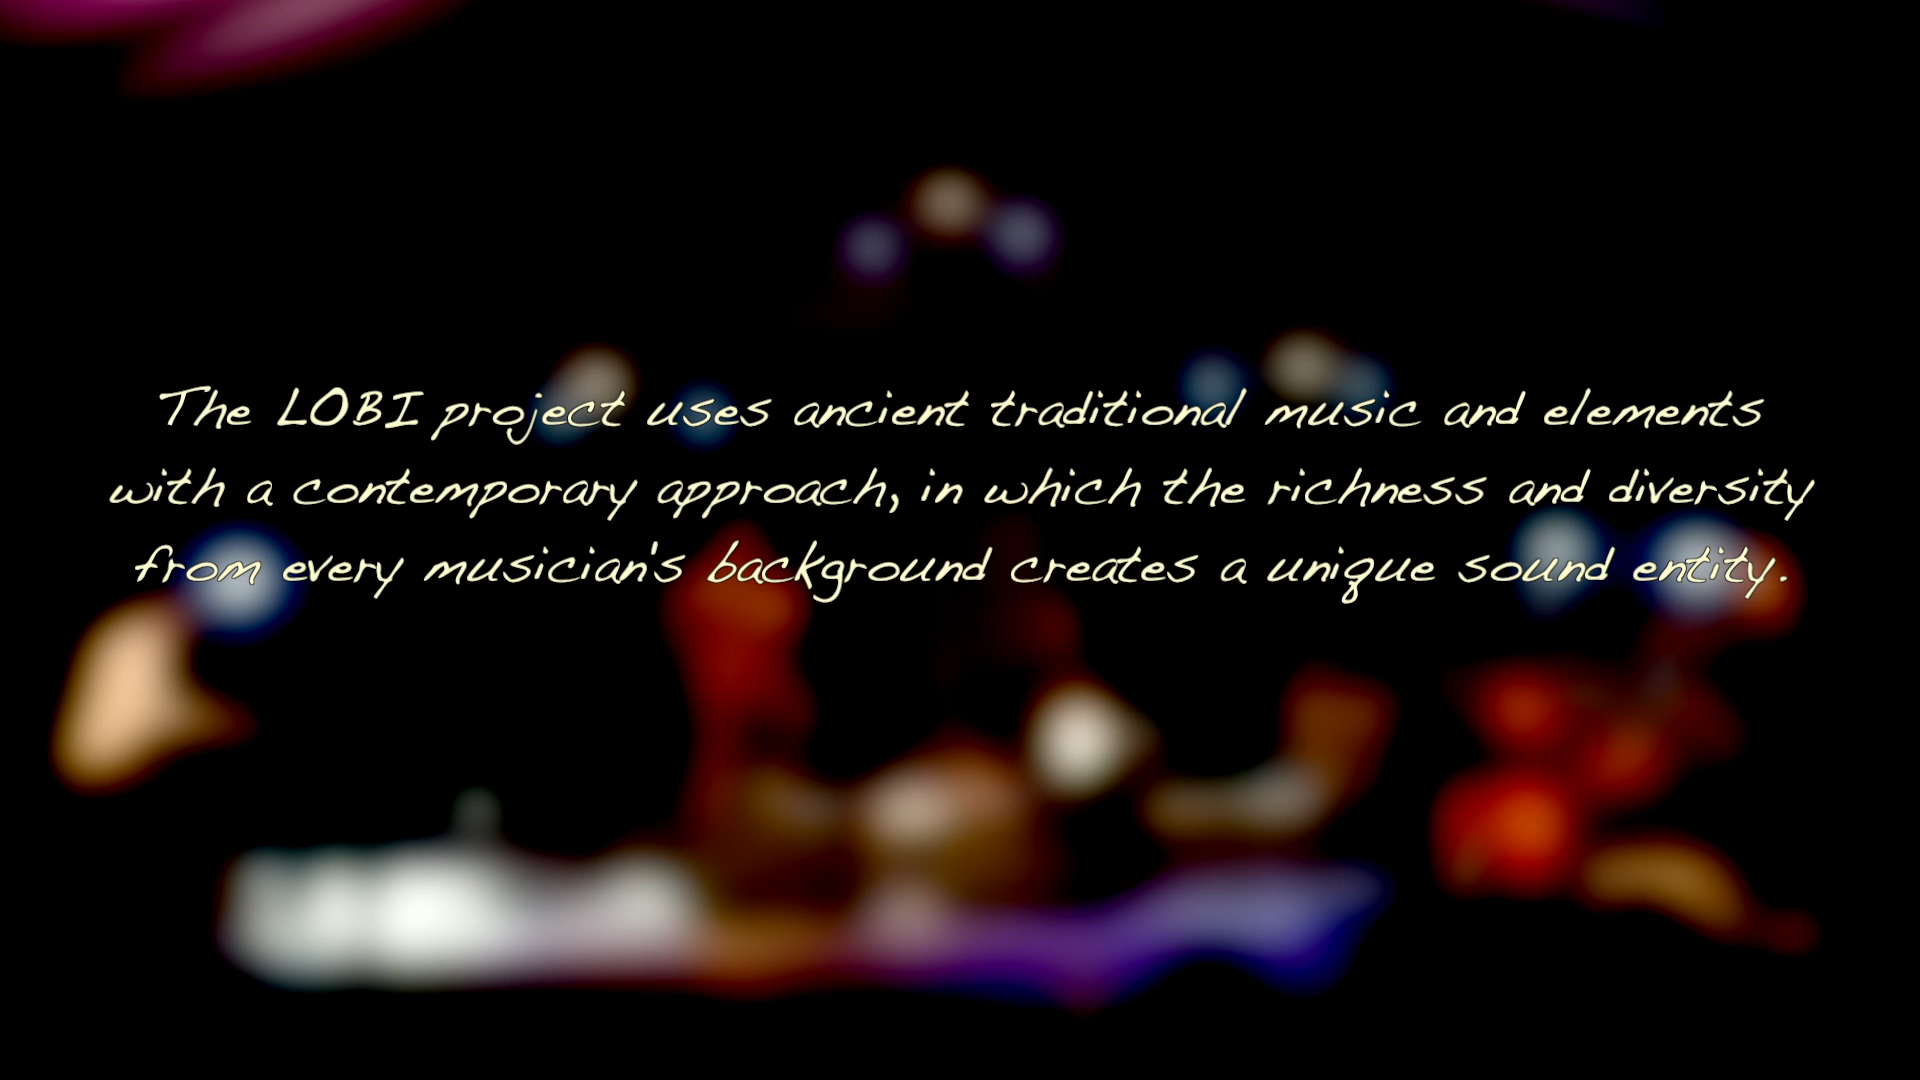 The LOBI project uses ancient traditional music and elements
with a contemporary approach, in which the richness and diversity
from every musician's background creates a unique sound entity.